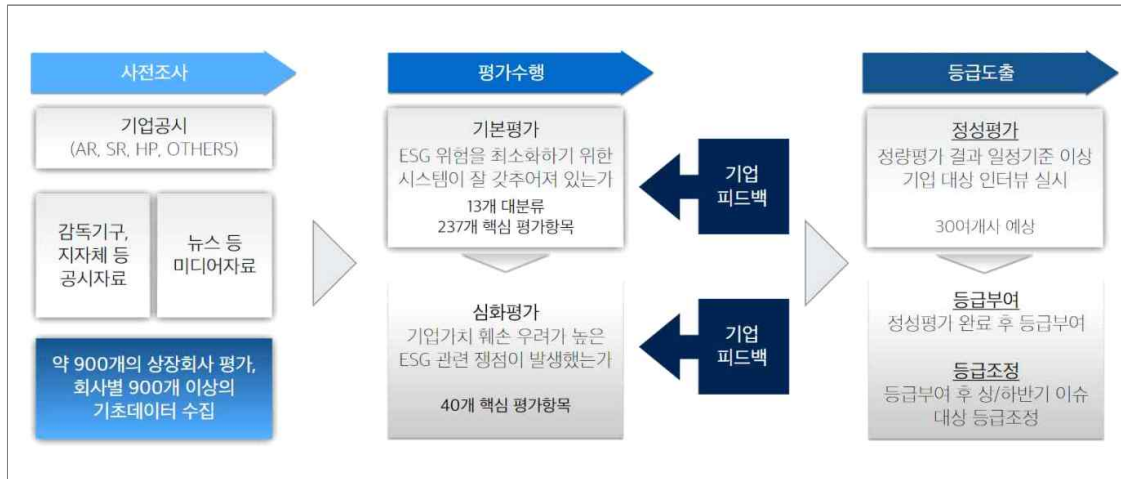 사전조사
기업공시
(AR, SR, HP, OTHERS)
감독기구,
지자체 등
공시자료
뉴스 등
미디어자료
약 900개의 상장회사 평가,
회사별 900개 이상의
기초데이터 수집
평가수행
기본평가
ESG 위험을 최소화하기 위한
시스템이 잘 갖추어져 있는가
13개 대분류
237개 핵심 평가항목
기업
피드백
심화평가
기업가치 훼손 우려가 높은
ESG 관련 쟁점이 발생했는가
40개 핵심 평가항목
기업
피드백
등급도출
정성평가
정량평가 결과 일정기준 이상
기업 대상 인터뷰 실시
30여개사 예상
등급부여
정성평가 완료 후 등급부여
등급조정
등급부여 후 상/하반기 이슈
대상 등급조정